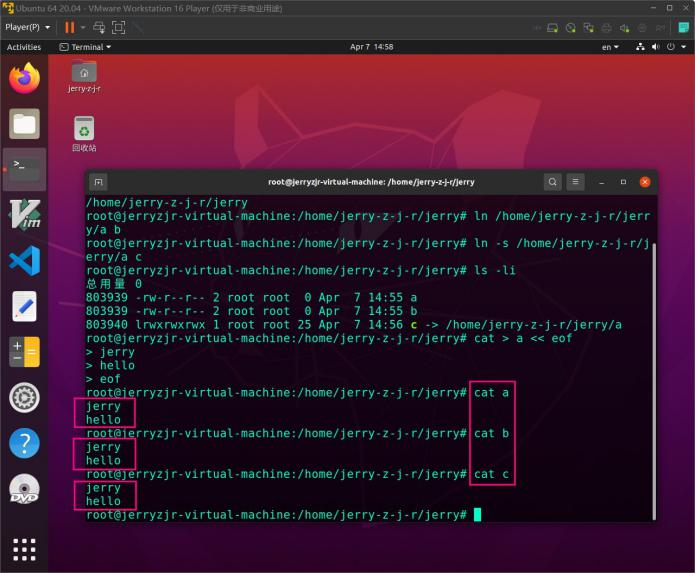 Ubuntu 64 20.04 - VMware Workstation 16 Player (仅用于非商业用途)
Player(P)
Activities
Terminal
Apr 7 14:58
en
jerry-z-j-r
回收站
root@jerryzjr-virtual-machine: /home/jerry-z-j-r/jerry
/home/jerry-z-j-r/jerry
root@jerryzjr-virtual-machine:/home/jerry-z-j-r/jerry# ln /home/jerry-z-j-r/jerr
y/a b
root@jerryzjr-virtual-machine:/home/jerry-z-j-r/jerry# ln -s /home/jerry-z-j-r/j
erry/a c
root@jerryzjr-virtual-machine:/home/jerry-z-j-r/jerry# ls -li
总用量 0
803939 -rw-r--r-- 2 root root  0 Apr  7 14:55 a
803939 -rw-r--r-- 2 root root  0 Apr  7 14:55 b
803940 lrwxrwxrwx 1 root root 25 Apr  7 14:56 c -> /home/jerry-z-j-r/jerry/a
root@jerryzjr-virtual-machine:/home/jerry-z-j-r/jerry# cat > a << eof
> jerry
> hello
> eof
root@jerryzjr-virtual-machine:/home/jerry-z-j-r/jerry# cat a
jerry
hello
root@jerryzjr-virtual-machine:/home/jerry-z-j-r/jerry# cat b
jerry
hello
root@jerryzjr-virtual-machine:/home/jerry-z-j-r/jerry# cat c
jerry
hello
root@jerryzjr-virtual-machine:/home/jerry-z-j-r/jerry#
Vim
DVD